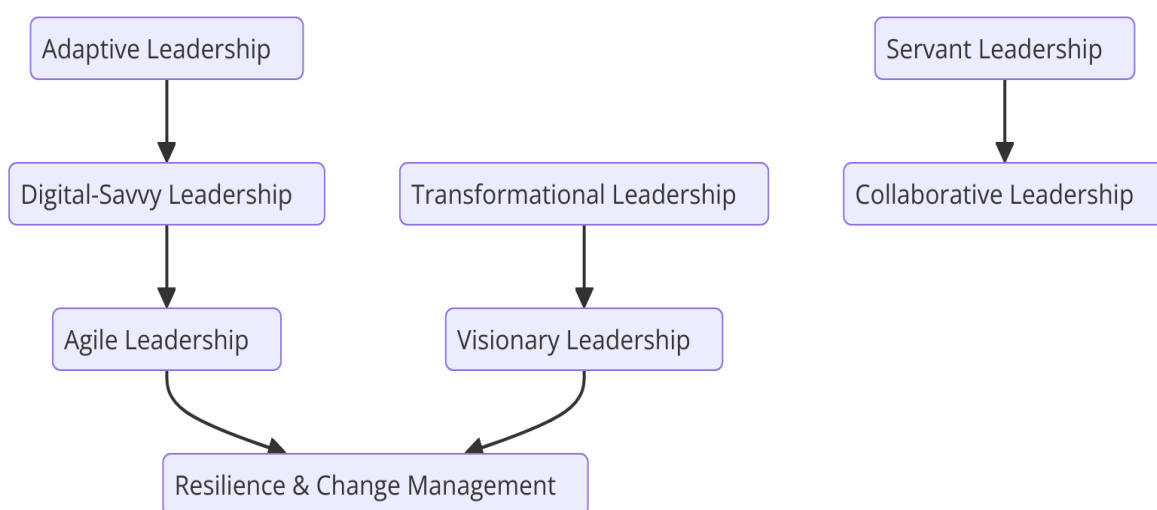 Adaptive Leadership
Servant Leadership
Digital-Savvy Leadership
Transformational Leadership
Collaborative Leadership
Agile Leadership
Visionary Leadership
Resilience & Change Management